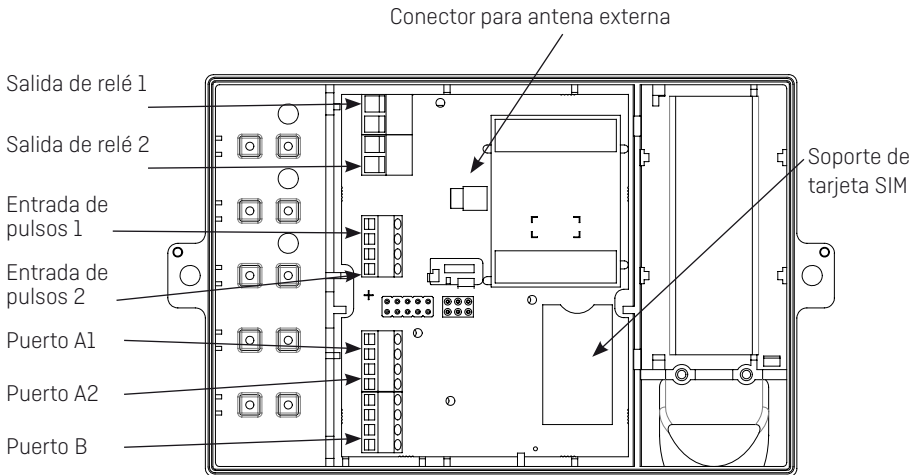 Conector para antena externa
Salida de relé 1
Salida de relé 2
Entrada de
pulsos 1
Entrada de
pulsos 2
Puerto A1
Puerto A2
Puerto B
Soporte de
tarjeta SIM
+